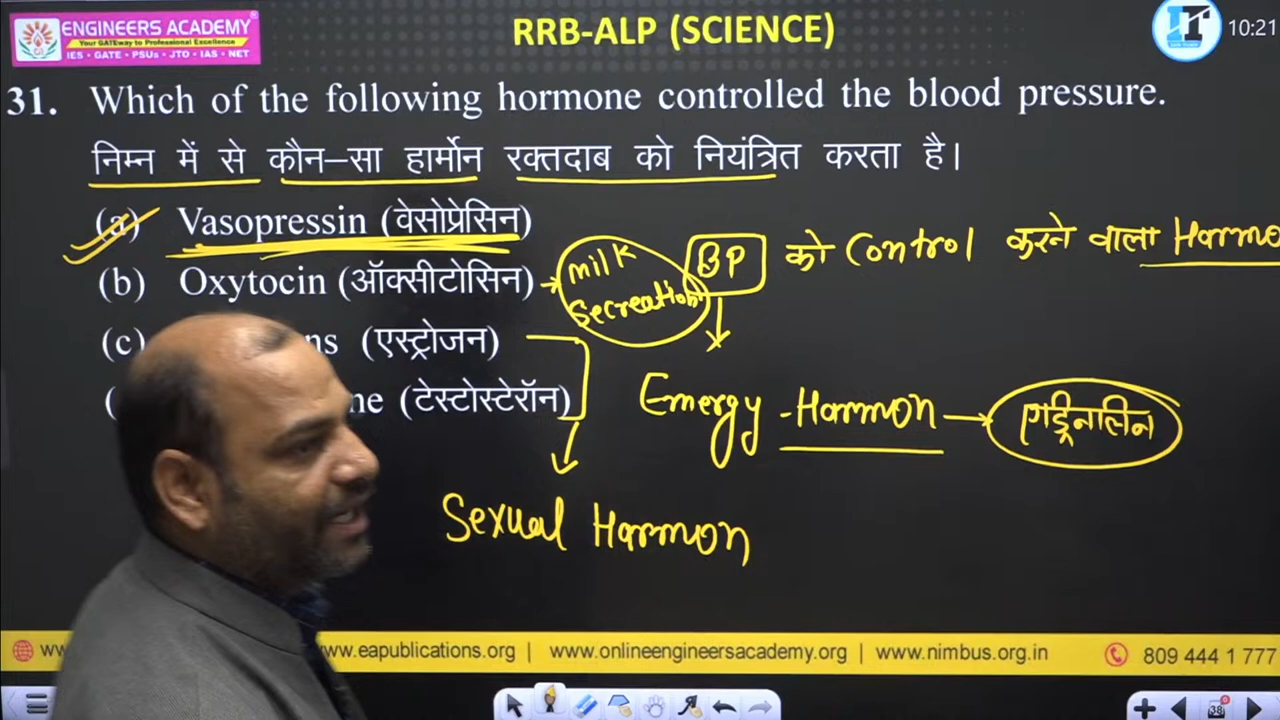 ENGINEERS ACADEMY
Your GATEway to Professional Excellence
IES • GATE • PSUs • JTO • IAS • NET
RRB-ALP (SCIENCE)
10:21
31. Which of the following hormone controlled the blood pressure.
निम्न में से कौन–सा हार्मोन रक्तदाब को नियंत्रित करता है।
(a) Vasopressin (वेसोप्रेसिन)
(b) Oxytocin (ऑक्सीटोसिन)
milk
Secreation
BP को Control करने वाला Harmo
(c) ns (एस्ट्रोजन)
ne (टेस्टोस्टेरॉन)
Emergy - Harmon
एड्रिनालिन
Sexual Harmon
.eapublications.org | www.onlineengineersacademy.org | www.nimbus.org.in 809 444 1 777
38